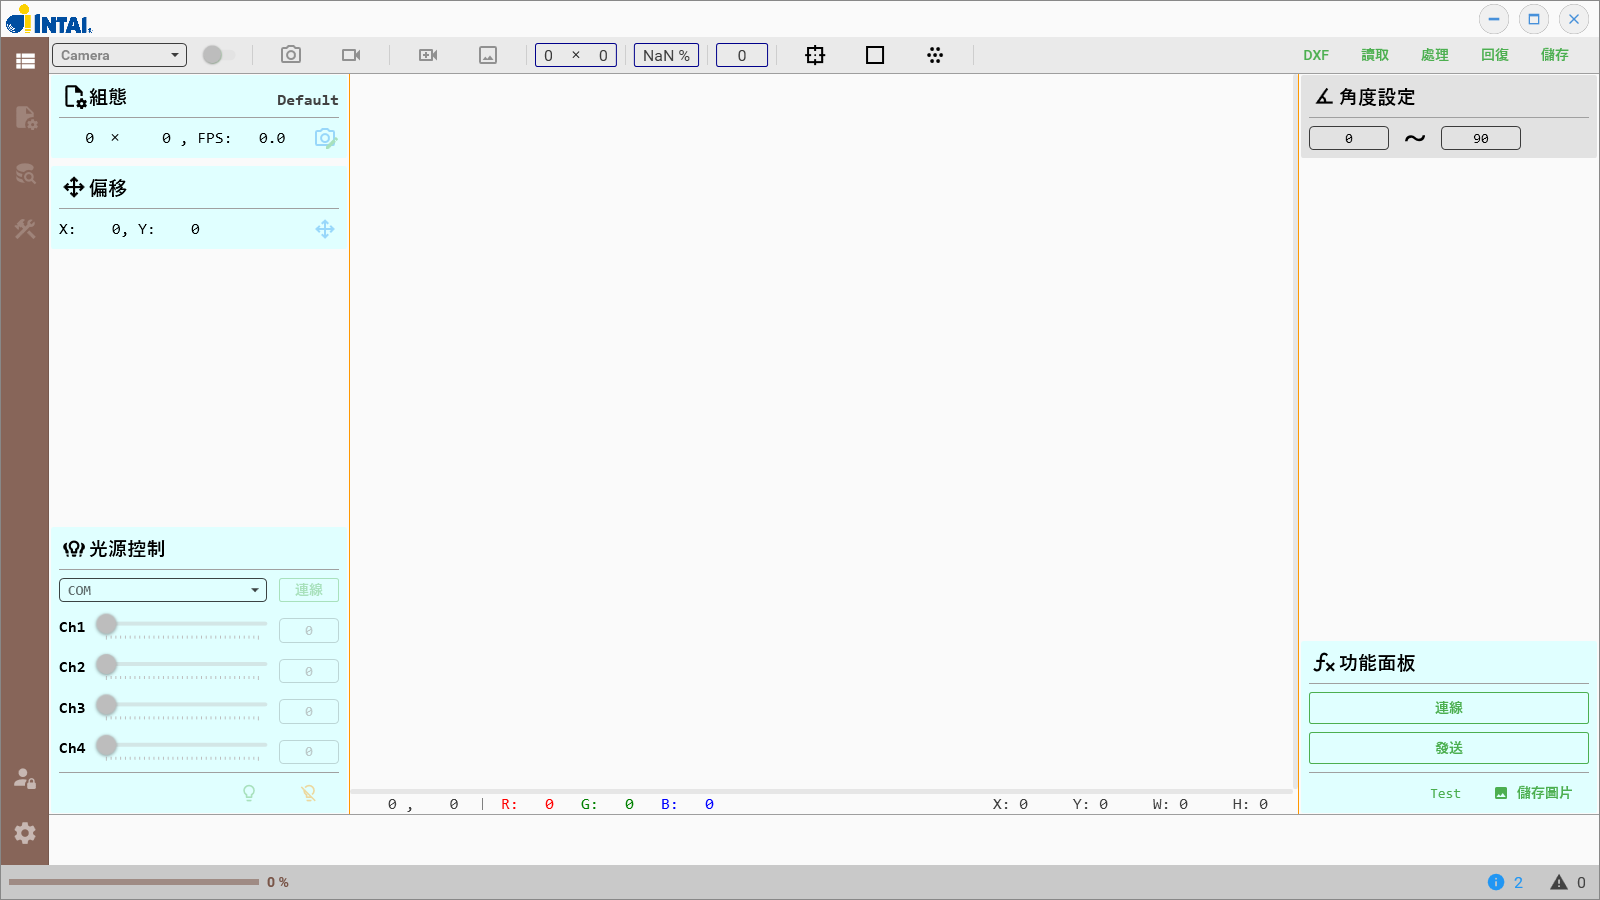 INTAI.
Camera
0 × 0
NaN %
0
DXF 讀取 處理 回復 儲存
組態 Default
0 × 0 , FPS: 0.0
偏移
X: 0, Y: 0
光源控制
COM 連線
Ch1 0
Ch2 0
Ch3 0
Ch4 0
0 , 0 | R: 0 G: 0 B: 0 X: 0 Y: 0 W: 0 H: 0
角度設定
0 ～ 90
fx 功能面板
連線
發送
Test 儲存圖片
0 % 2 0